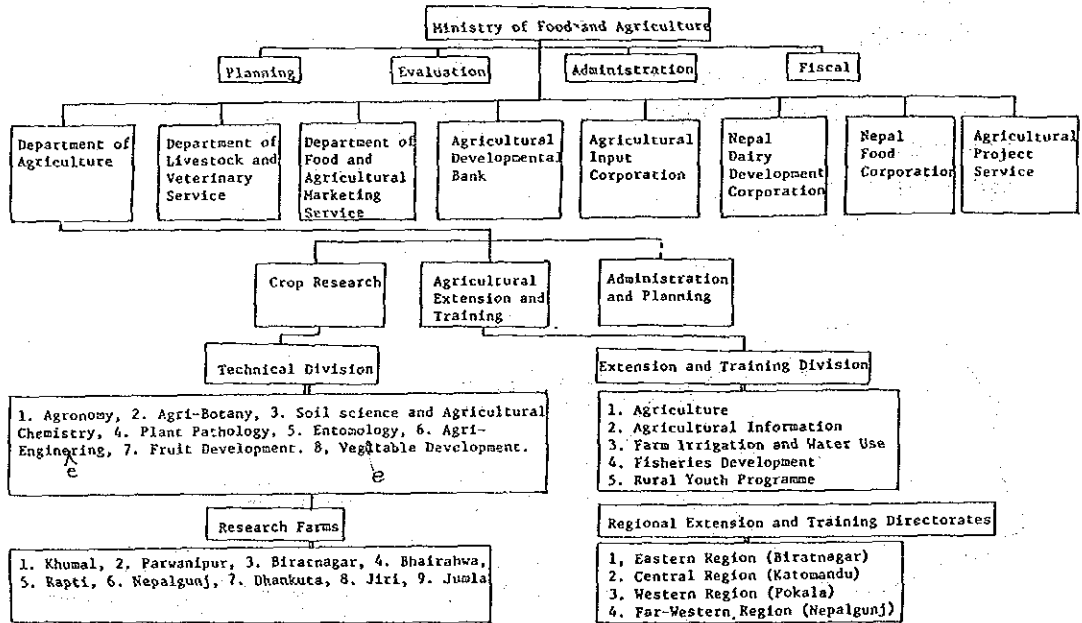 Ministry of Food and Agriculture
Planning
Evaluation
Administration
Fiscal
Department of
Agriculture
Department of
Livestock and
Veterinary
Service
Department of
Food and
Agricultural
Marketing
Service
Agricultural
Developmental
Bank
Agricultural
Input
Corporation
Nepal
Dairy
Development
Corporation
Nepal
Food
Corporation
Agricultural
Project
Service
Crop Research
Agricultural
Extension and
Training
Administration
and Planning
Technical Division
1. Agronomy, 2. Agri-Botany, 3. Soil science and Agricultural
Chemistry, 4. Plant Pathology, 5. Entomology, 6. Agri-
Enginering, 7. Fruit Development. 8, Vegitable Development.
e
e
Research Farms
1. Khumal, 2. Parwanipur, 3. Biratnagar, 4. Bhairahwa,
5. Rapti, 6. Nepalgunj, 7. Dhankuta, 8. Jiri, 9. Jumla
Extension and Training Division
1. Agriculture
2. Agricultural Information
3. Farm Irrigation and Water Use
4. Fisheries Development
5. Rural Youth Programme
Regional Extension and Training Directorates
1, Eastern Region (Biratnagar)
2. Central Region (Katomandu)
3. Western Region (Pokala)
4. Far-Western Region (Nepalgunj)